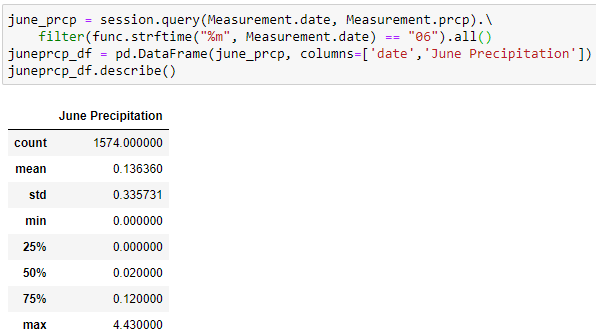 june_prcp = session.query(Measurement.date, Measurement.prcp).\
    filter(func.strftime("%m", Measurement.date) == "06").all()
juneprcp_df = pd.DataFrame(june_prcp, columns=['date','June Precipitation'])
juneprcp_df.describe()
June Precipitation
count 1574.000000
mean 0.136360
std 0.335731
min 0.000000
25% 0.000000
50% 0.020000
75% 0.120000
max 4.430000